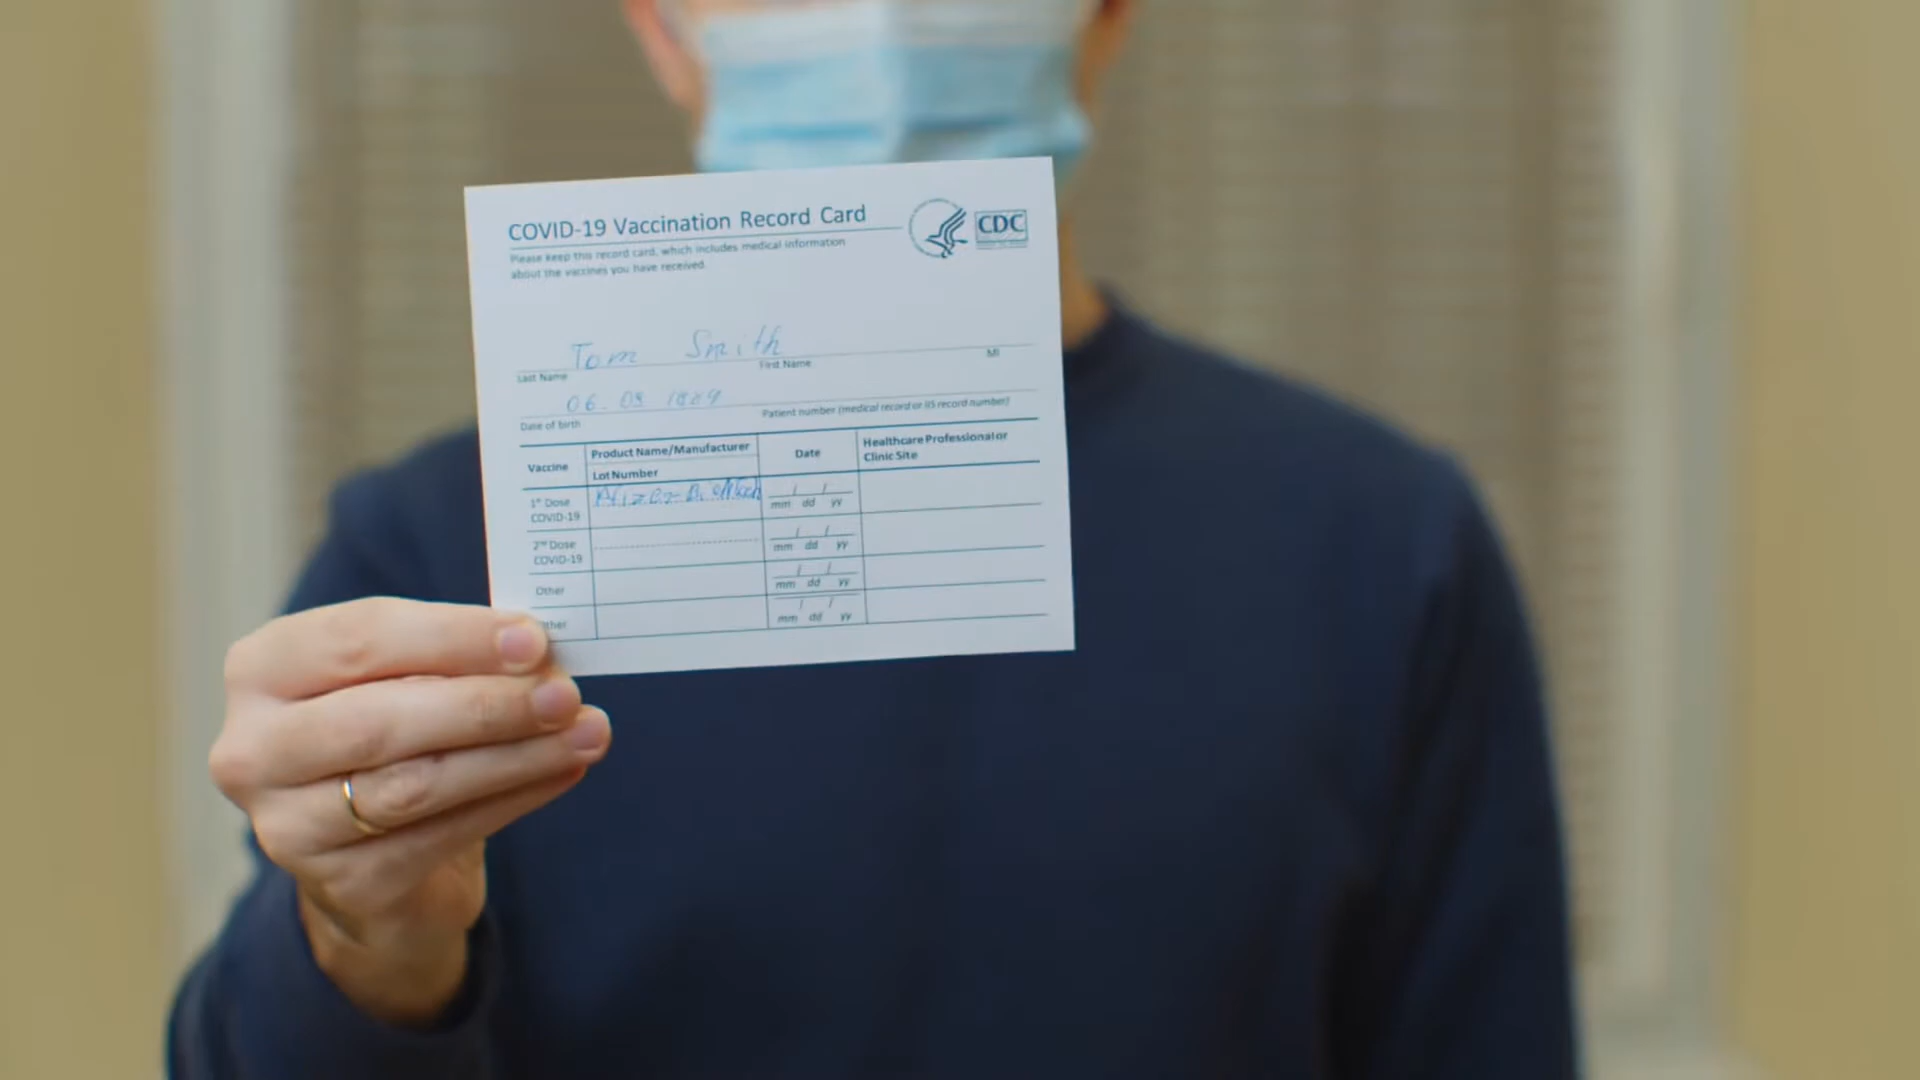 COVID-19 Vaccination Record Card
CDC
Please keep this record card, which includes medical information
about the vaccines you have received.
Tom Smith
Last Name First Name MI
Date of birth Patient number (medical record or IIS record number)
Vaccine
Product Name/Manufacturer
Lot Number
Date
Healthcare Professional or
Clinic Site
1st Dose
COVID-19
mm dd yy
2nd Dose
COVID-19
mm dd yy
Other
mm dd yy
ther
mm dd yy